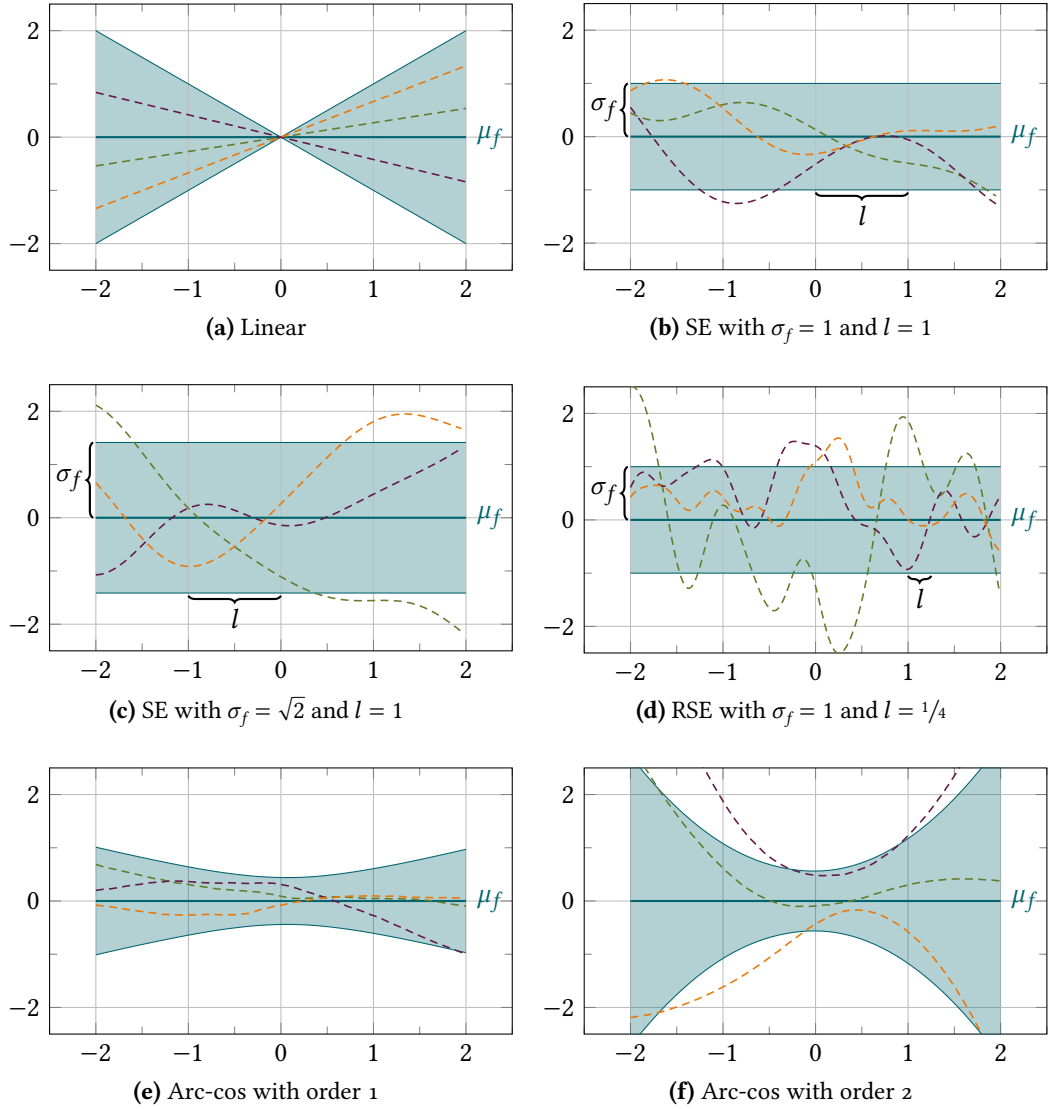 2
0
−2
μf
−2 −1 0 1 2
(a) Linear
2
0
−2
σf
l
μf
−2 −1 0 1 2
(b) SE with σf = 1 and l = 1
2
0
−2
σf
l
μf
−2 −1 0 1 2
(c) SE with σf = √2 and l = 1
2
0
−2
σf
l
μf
−2 −1 0 1 2
(d) RSE with σf = 1 and l = 1/4
2
0
−2
μf
−2 −1 0 1 2
(e) Arc-cos with order 1
2
0
−2
μf
−2 −1 0 1 2
(f) Arc-cos with order 2